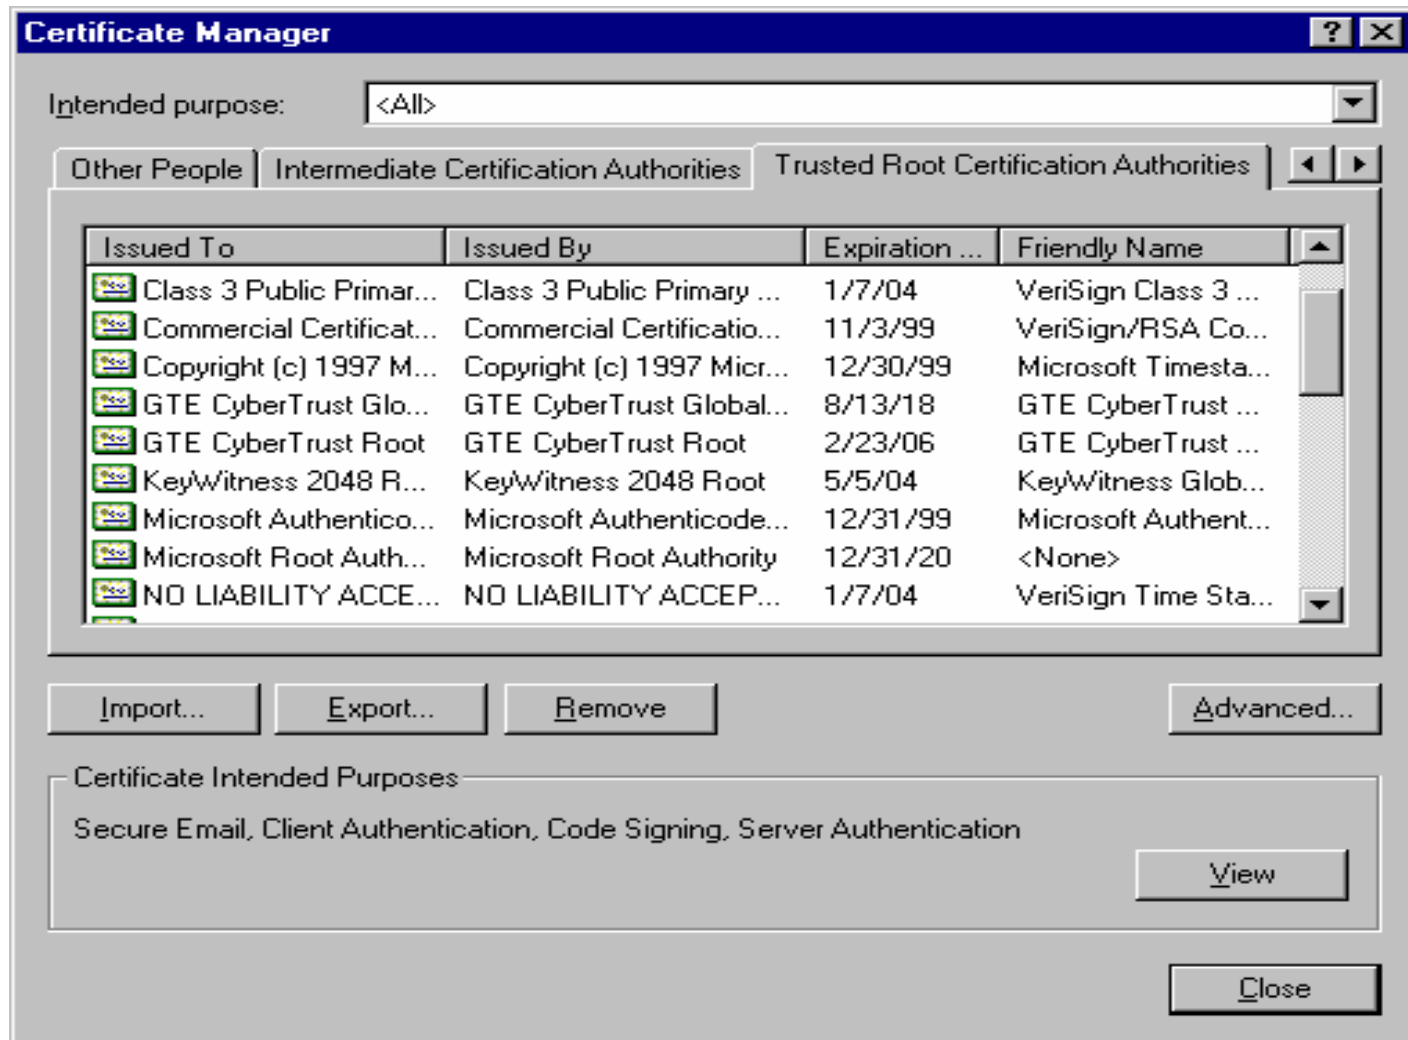 Certificate Manager
Intended purpose: <All>
Other People Intermediate Certification Authorities Trusted Root Certification Authorities
Issued To Issued By Expiration ... Friendly Name
Class 3 Public Primar... Class 3 Public Primary ... 1/7/04 VeriSign Class 3 ...
Commercial Certificat... Commercial Certificatio... 11/3/99 VeriSign/RSA Co...
Copyright (c) 1997 M... Copyright (c) 1997 Micr... 12/30/99 Microsoft Timesta...
GTE CyberTrust Glo... GTE CyberTrust Global... 8/13/18 GTE CyberTrust ...
GTE CyberTrust Root GTE CyberTrust Root 2/23/06 GTE CyberTrust ...
KeyWitness 2048 R... KeyWitness 2048 Root 5/5/04 KeyWitness Glob...
Microsoft Authentico... Microsoft Authenticode... 12/31/99 Microsoft Authent...
Microsoft Root Auth... Microsoft Root Authority 12/31/20 <None>
NO LIABILITY ACCE... NO LIABILITY ACCEP... 1/7/04 VeriSign Time Sta...
Import... Export... Remove Advanced...
Certificate Intended Purposes
Secure Email, Client Authentication, Code Signing, Server Authentication
View
Close